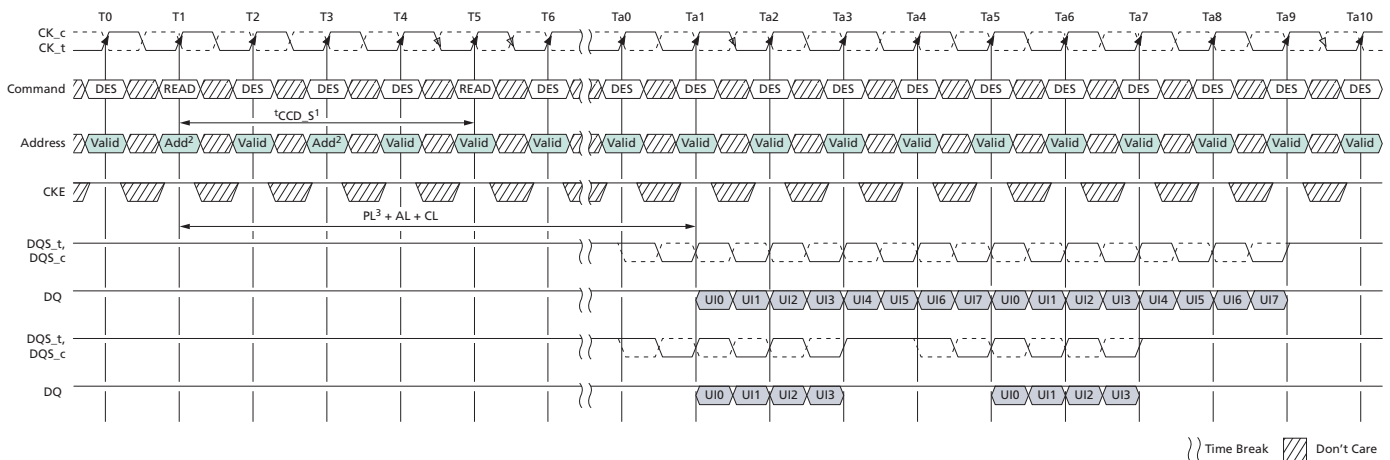 T0 T1 T2 T3 T4 T5 T6 Ta0 Ta1 Ta2 Ta3 Ta4 Ta5 Ta6 Ta7 Ta8 Ta9 Ta10
CK_c
CK_t
Command DES READ DES DES DES READ DES DES DES DES DES DES DES DES DES DES DES DES
tCCD_S1
Address Valid Add2 Valid Add2 Valid Valid Valid Valid Valid Valid Valid Valid Valid Valid Valid Valid Valid Valid
CKE
PL3 + AL + CL
DQS_t,
DQS_c
DQ UI0 UI1 UI2 UI3 UI4 UI5 UI6 UI7 UI0 UI1 UI2 UI3 UI4 UI5 UI6 UI7
DQS_t,
DQS_c
DQ UI0 UI1 UI2 UI3 UI0 UI1 UI2 UI3
Time Break Don't Care